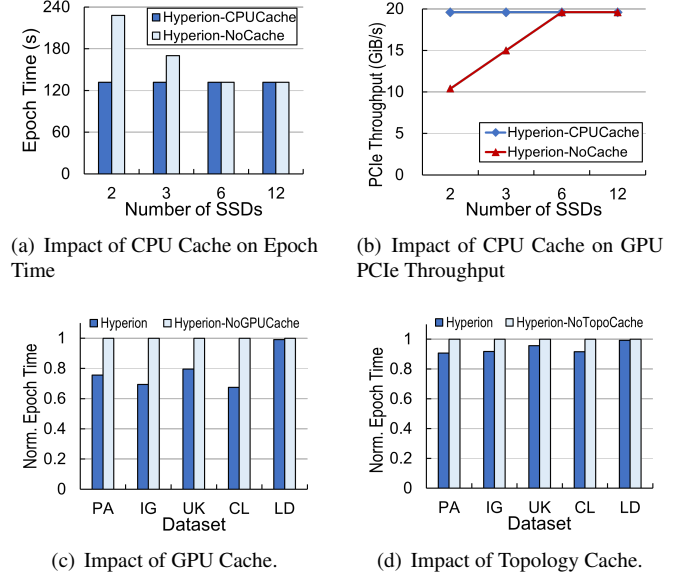 240
180
120
60
0
Epoch Time (s)
Hyperion-CPUCache
Hyperion-NoCache
2 3 6 12
Number of SSDs
(a) Impact of CPU Cache on Epoch
Time
20
15
10
5
0
PCIe Throughput (GiB/s)
Hyperion-CPUCache
Hyperion-NoCache
2 3 6 12
Number of SSDs
(b) Impact of CPU Cache on GPU
PCIe Throughput
Hyperion Hyperion-NoGPUCache
1
0.8
0.6
0.4
0.2
0
Norm. Epoch Time
PA IG UK CL LD
Dataset
(c) Impact of GPU Cache.
Hyperion Hyperion-NoTopoCache
1
0.8
0.6
0.4
0.2
0
Norm. Epoch Time
PA IG UK CL LD
Dataset
(d) Impact of Topology Cache.